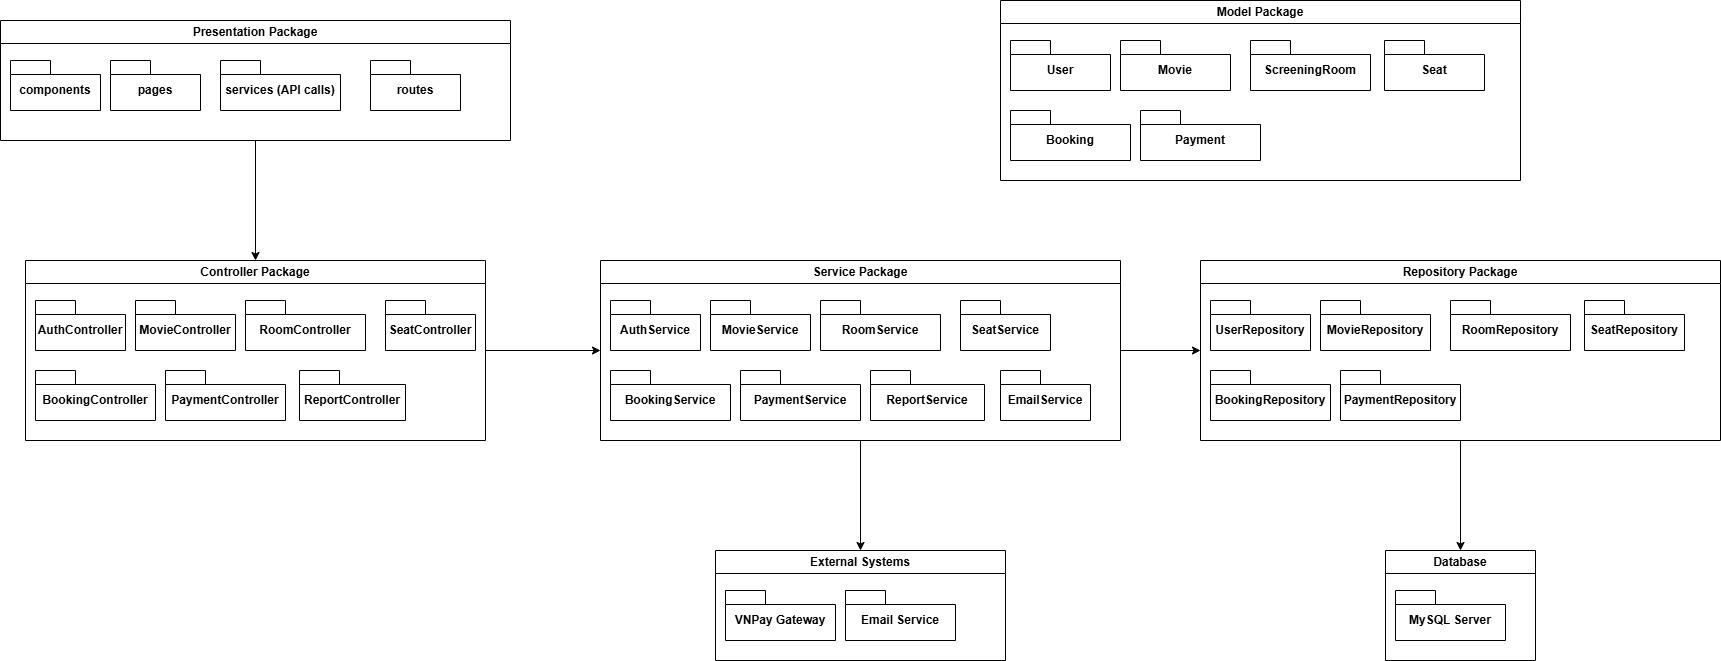 Presentation Package
components
pages
services (API calls)
routes
Model Package
User
Movie
ScreeningRoom
Seat
Booking
Payment
Controller Package
AuthController
MovieController
RoomController
SeatController
BookingController
PaymentController
ReportController
Service Package
AuthService
MovieService
RoomService
SeatService
BookingService
PaymentService
ReportService
EmailService
Repository Package
UserRepository
MovieRepository
RoomRepository
SeatRepository
BookingRepository
PaymentRepository
External Systems
VNPay Gateway
Email Service
Database
MySQL Server